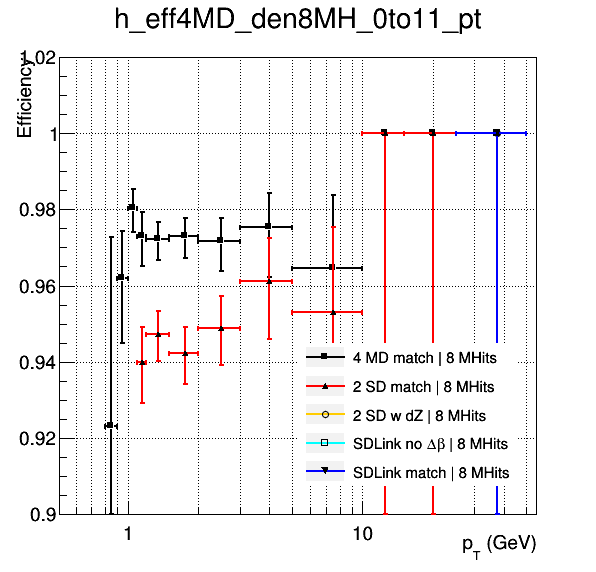 h_eff4MD_den8MH_0to11_pt
Efficiency
1.02
1
0.98
0.96
0.94
0.92
0.9
4 MD match | 8 MHits
2 SD match | 8 MHits
2 SD w dZ | 8 MHits
SDLink no Δβ | 8 MHits
SDLink match | 8 MHits
1
10
p_T (GeV)